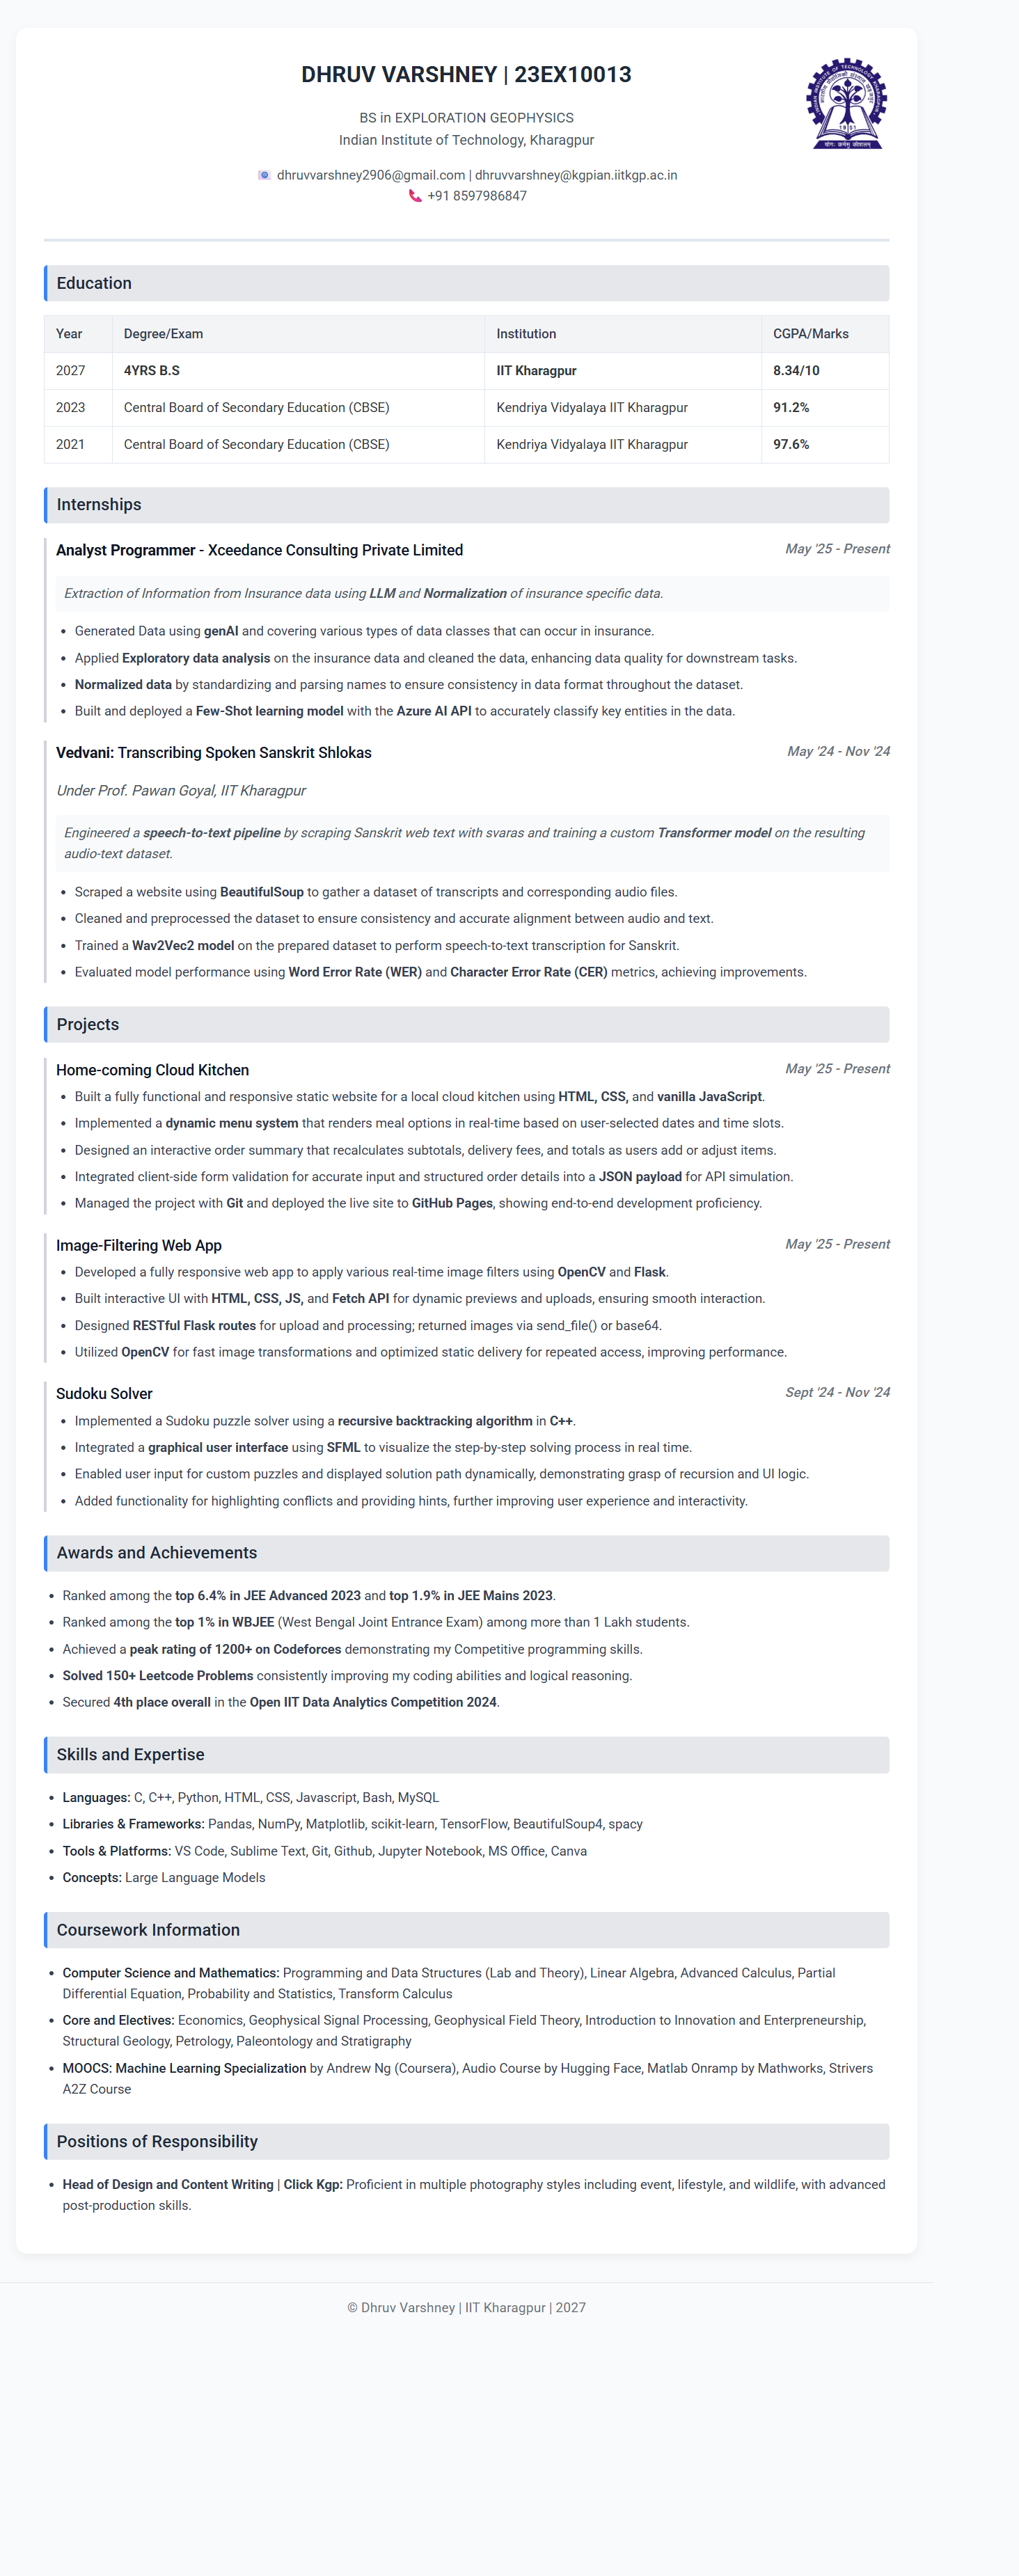 DHRUV VARSHNEY | 23EX10013
BS in EXPLORATION GEOPHYSICS
Indian Institute of Technology, Kharagpur
dhruvvarshney2906@gmail.com | dhruvvarshney@kgpian.iitkgp.ac.in
+91 8597986847
1951
योगः कर्मसु कौशलम्
Education
Year Degree/Exam Institution CGPA/Marks
2027 4YRS B.S IIT Kharagpur 8.34/10
2023 Central Board of Secondary Education (CBSE) Kendriya Vidyalaya IIT Kharagpur 91.2%
2021 Central Board of Secondary Education (CBSE) Kendriya Vidyalaya IIT Kharagpur 97.6%
Internships
Analyst Programmer - Xceedance Consulting Private Limited May '25 - Present
Extraction of Information from Insurance data using LLM and Normalization of insurance specific data.
• Generated Data using genAI and covering various types of data classes that can occur in insurance.
• Applied Exploratory data analysis on the insurance data and cleaned the data, enhancing data quality for downstream tasks.
• Normalized data by standardizing and parsing names to ensure consistency in data format throughout the dataset.
• Built and deployed a Few-Shot learning model with the Azure AI API to accurately classify key entities in the data.
Vedvani: Transcribing Spoken Sanskrit Shlokas May '24 - Nov '24
Under Prof. Pawan Goyal, IIT Kharagpur
Engineered a speech-to-text pipeline by scraping Sanskrit web text with svaras and training a custom Transformer model on the resulting
audio-text dataset.
• Scraped a website using BeautifulSoup to gather a dataset of transcripts and corresponding audio files.
• Cleaned and preprocessed the dataset to ensure consistency and accurate alignment between audio and text.
• Trained a Wav2Vec2 model on the prepared dataset to perform speech-to-text transcription for Sanskrit.
• Evaluated model performance using Word Error Rate (WER) and Character Error Rate (CER) metrics, achieving improvements.
Projects
Home-coming Cloud Kitchen May '25 - Present
• Built a fully functional and responsive static website for a local cloud kitchen using HTML, CSS, and vanilla JavaScript.
• Implemented a dynamic menu system that renders meal options in real-time based on user-selected dates and time slots.
• Designed an interactive order summary that recalculates subtotals, delivery fees, and totals as users add or adjust items.
• Integrated client-side form validation for accurate input and structured order details into a JSON payload for API simulation.
• Managed the project with Git and deployed the live site to GitHub Pages, showing end-to-end development proficiency.
Image-Filtering Web App May '25 - Present
• Developed a fully responsive web app to apply various real-time image filters using OpenCV and Flask.
• Built interactive UI with HTML, CSS, JS, and Fetch API for dynamic previews and uploads, ensuring smooth interaction.
• Designed RESTful Flask routes for upload and processing; returned images via send_file() or base64.
• Utilized OpenCV for fast image transformations and optimized static delivery for repeated access, improving performance.
Sudoku Solver Sept '24 - Nov '24
• Implemented a Sudoku puzzle solver using a recursive backtracking algorithm in C++.
• Integrated a graphical user interface using SFML to visualize the step-by-step solving process in real time.
• Enabled user input for custom puzzles and displayed solution path dynamically, demonstrating grasp of recursion and UI logic.
• Added functionality for highlighting conflicts and providing hints, further improving user experience and interactivity.
Awards and Achievements
• Ranked among the top 6.4% in JEE Advanced 2023 and top 1.9% in JEE Mains 2023.
• Ranked among the top 1% in WBJEE (West Bengal Joint Entrance Exam) among more than 1 Lakh students.
• Achieved a peak rating of 1200+ on Codeforces demonstrating my Competitive programming skills.
• Solved 150+ Leetcode Problems consistently improving my coding abilities and logical reasoning.
• Secured 4th place overall in the Open IIT Data Analytics Competition 2024.
Skills and Expertise
• Languages: C, C++, Python, HTML, CSS, Javascript, Bash, MySQL
• Libraries & Frameworks: Pandas, NumPy, Matplotlib, scikit-learn, TensorFlow, BeautifulSoup4, spacy
• Tools & Platforms: VS Code, Sublime Text, Git, Github, Jupyter Notebook, MS Office, Canva
• Concepts: Large Language Models
Coursework Information
• Computer Science and Mathematics: Programming and Data Structures (Lab and Theory), Linear Algebra, Advanced Calculus, Partial
Differential Equation, Probability and Statistics, Transform Calculus
• Core and Electives: Economics, Geophysical Signal Processing, Geophysical Field Theory, Introduction to Innovation and Enterpreneurship,
Structural Geology, Petrology, Paleontology and Stratigraphy
• MOOCS: Machine Learning Specialization by Andrew Ng (Coursera), Audio Course by Hugging Face, Matlab Onramp by Mathworks, Strivers
A2Z Course
Positions of Responsibility
• Head of Design and Content Writing | Click Kgp: Proficient in multiple photography styles including event, lifestyle, and wildlife, with advanced
post-production skills.
© Dhruv Varshney | IIT Kharagpur | 2027